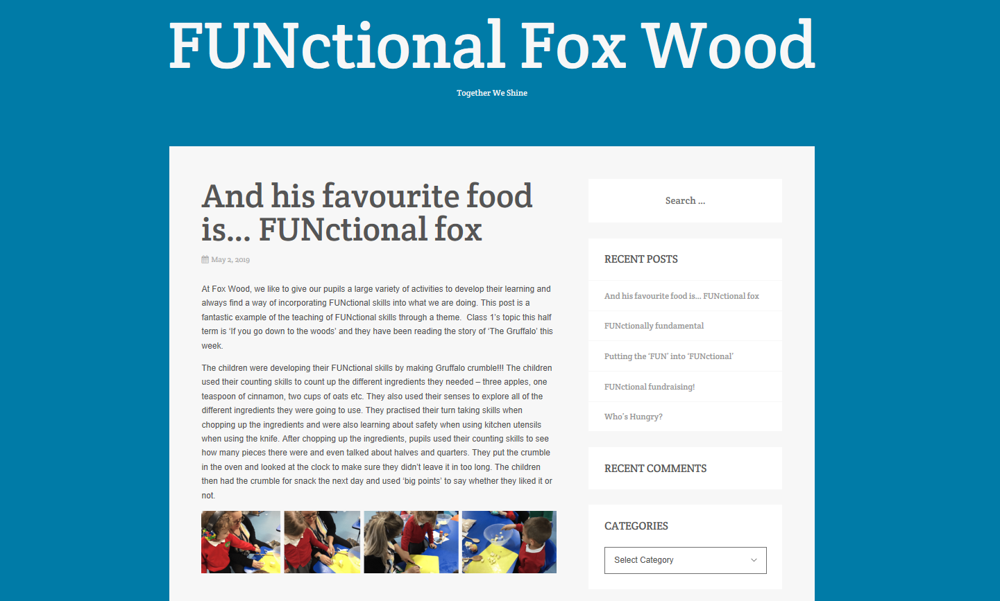 FUNctional Fox Wood
Together We Shine
And his favourite food
is... FUNctional fox
May 2, 2019
At Fox Wood, we like to give our pupils a large variety of activities to develop their learning and
always find a way of incorporating FUNctional skills into what we are doing. This post is a
fantastic example of the teaching of FUNctional skills through a theme.  Class 1’s topic this half
term is ‘If you go down to the woods’ and they have been reading the story of ‘The Gruffalo’ this
week.
The children were developing their FUNctional skills by making Gruffalo crumble!!! The children
used their counting skills to count up the different ingredients they needed – three apples, one
teaspoon of cinnamon, two cups of oats etc. They also used their senses to explore all of the
different ingredients they were going to use. They practised their turn taking skills when
chopping up the ingredients and were also learning about safety when using kitchen utensils
when using the knife. After chopping up the ingredients, pupils used their counting skills to see
how many pieces there were and even talked about halves and quarters. They put the crumble
in the oven and looked at the clock to make sure they didn’t leave it in too long. The children
then had the crumble for snack the next day and used ‘big points’ to say whether they liked it or
not.
Search ...
RECENT POSTS
And his favourite food is... FUNctional fox
FUNctionally fundamental
Putting the ‘FUN’ into ‘FUNctional’
FUNctional fundraising!
Who’s Hungry?
RECENT COMMENTS
CATEGORIES
Select Category